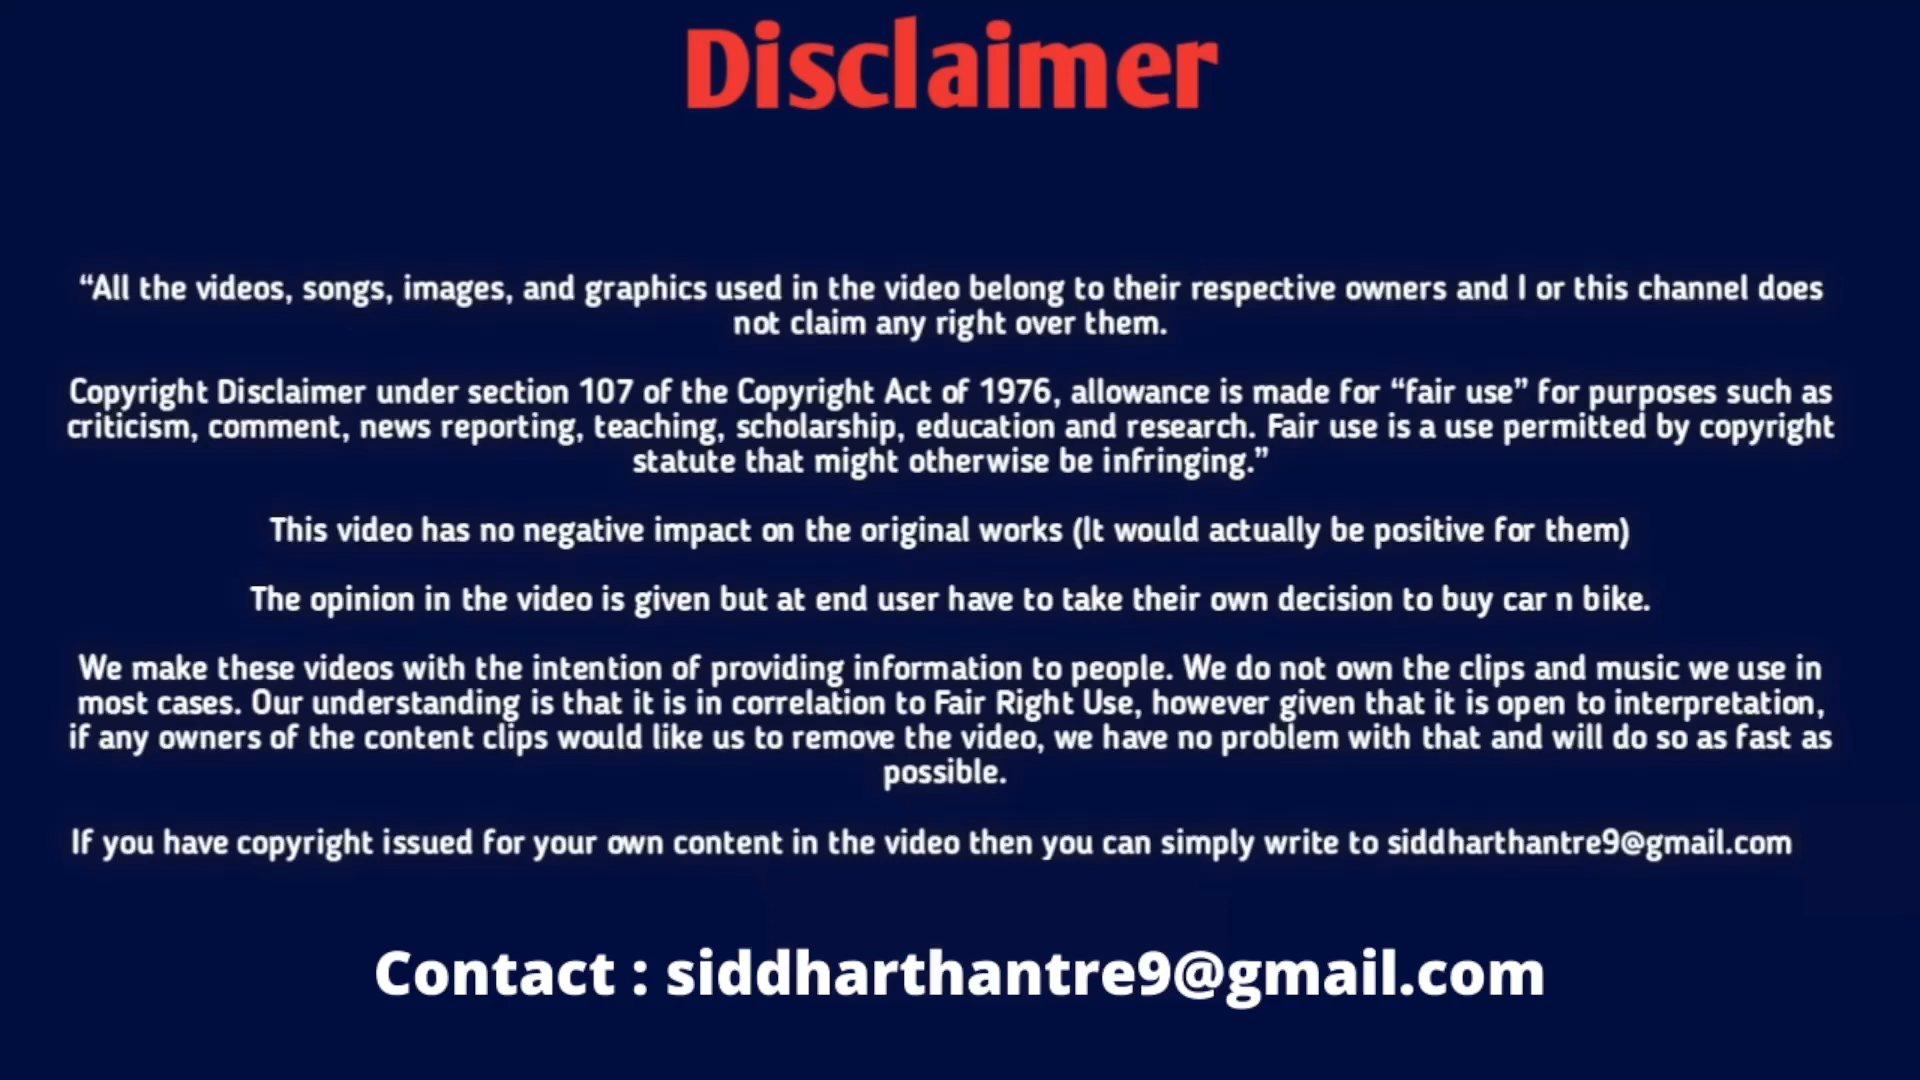 Disclaimer
“All the videos, songs, images, and graphics used in the video belong to their respective owners and I or this channel does
not claim any right over them.
Copyright Disclaimer under section 107 of the Copyright Act of 1976, allowance is made for “fair use” for purposes such as
criticism, comment, news reporting, teaching, scholarship, education and research. Fair use is a use permitted by copyright
statute that might otherwise be infringing.”
This video has no negative impact on the original works (It would actually be positive for them)
The opinion in the video is given but at end user have to take their own decision to buy car n bike.
We make these videos with the intention of providing information to people. We do not own the clips and music we use in
most cases. Our understanding is that it is in correlation to Fair Right Use, however given that it is open to interpretation,
if any owners of the content clips would like us to remove the video, we have no problem with that and will do so as fast as
possible.
If you have copyright issued for your own content in the video then you can simply write to siddharthantre9@gmail.com
Contact : siddharthantre9@gmail.com